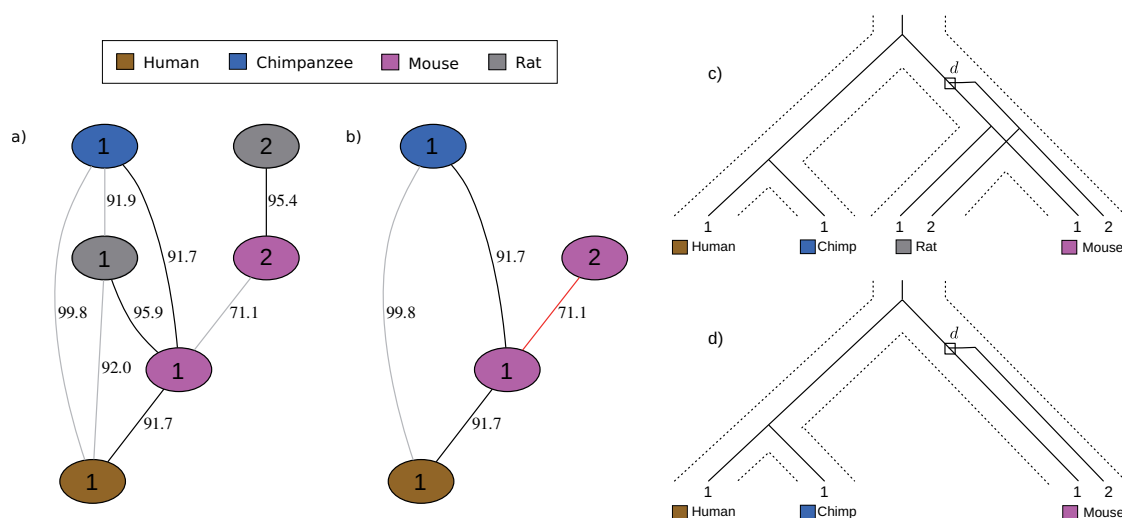 Human Chimpanzee Mouse Rat
a)
1
2
91.9
95.4
1
2
91.7
99.8
95.9
71.1
92.0
1
91.7
1
b)
1
91.7
2
99.8
71.1
1
91.7
1
c)
d
1 1 1 2 1 2
Human Chimp Rat Mouse
d)
d
1 1 1 2
Human Chimp Mouse